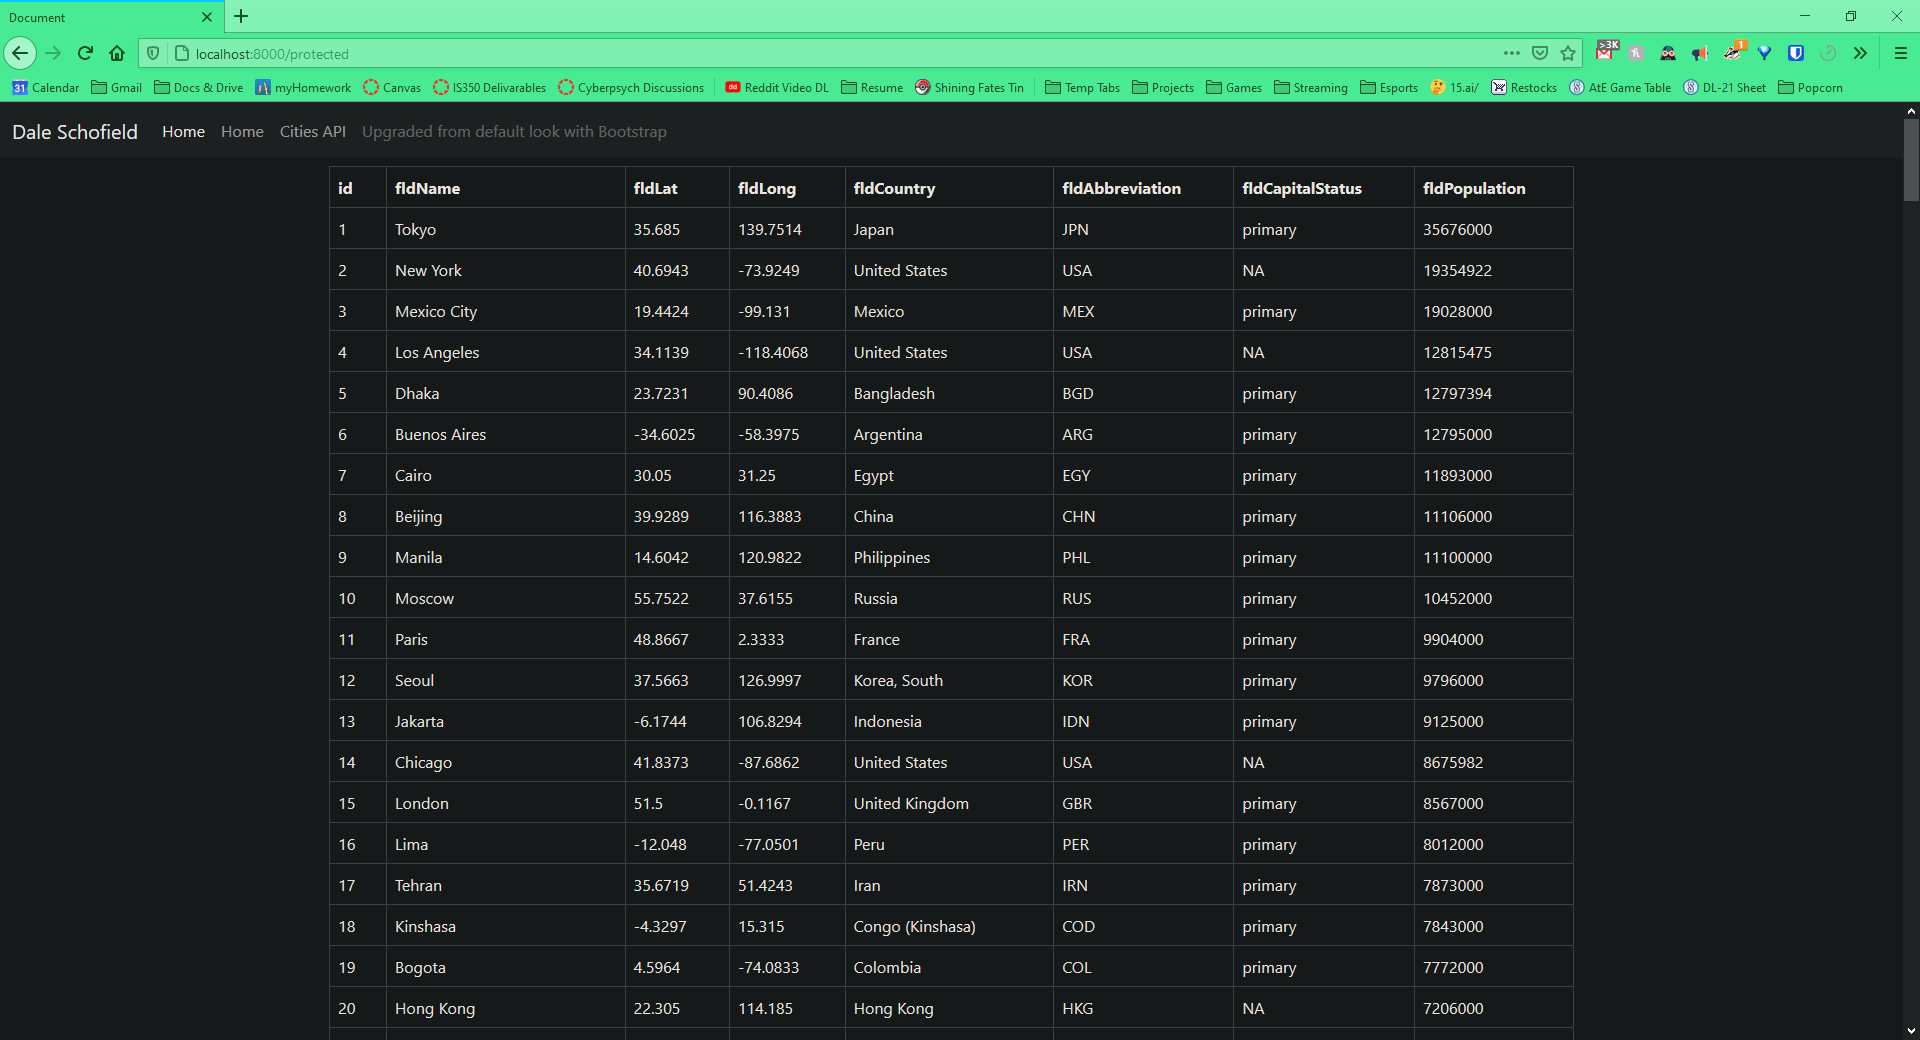 Document
localhost:8000/protected
>3K
1
31 Calendar Gmail Docs & Drive myHomework Canvas IS350 Delivarables Cyberpsych Discussions dd Reddit Video DL Resume Shining Fates Tin Temp Tabs Projects Games Streaming Esports 15.ai/ Restocks AtE Game Table DL-21 Sheet Popcorn
Dale Schofield Home Home Cities API Upgraded from default look with Bootstrap
id fldName fldLat fldLong fldCountry fldAbbreviation fldCapitalStatus fldPopulation
1 Tokyo 35.685 139.7514 Japan JPN primary 35676000
2 New York 40.6943 -73.9249 United States USA NA 19354922
3 Mexico City 19.4424 -99.131 Mexico MEX primary 19028000
4 Los Angeles 34.1139 -118.4068 United States USA NA 12815475
5 Dhaka 23.7231 90.4086 Bangladesh BGD primary 12797394
6 Buenos Aires -34.6025 -58.3975 Argentina ARG primary 12795000
7 Cairo 30.05 31.25 Egypt EGY primary 11893000
8 Beijing 39.9289 116.3883 China CHN primary 11106000
9 Manila 14.6042 120.9822 Philippines PHL primary 11100000
10 Moscow 55.7522 37.6155 Russia RUS primary 10452000
11 Paris 48.8667 2.3333 France FRA primary 9904000
12 Seoul 37.5663 126.9997 Korea, South KOR primary 9796000
13 Jakarta -6.1744 106.8294 Indonesia IDN primary 9125000
14 Chicago 41.8373 -87.6862 United States USA NA 8675982
15 London 51.5 -0.1167 United Kingdom GBR primary 8567000
16 Lima -12.048 -77.0501 Peru PER primary 8012000
17 Tehran 35.6719 51.4243 Iran IRN primary 7873000
18 Kinshasa -4.3297 15.315 Congo (Kinshasa) COD primary 7843000
19 Bogota 4.5964 -74.0833 Colombia COL primary 7772000
20 Hong Kong 22.305 114.185 Hong Kong HKG NA 7206000